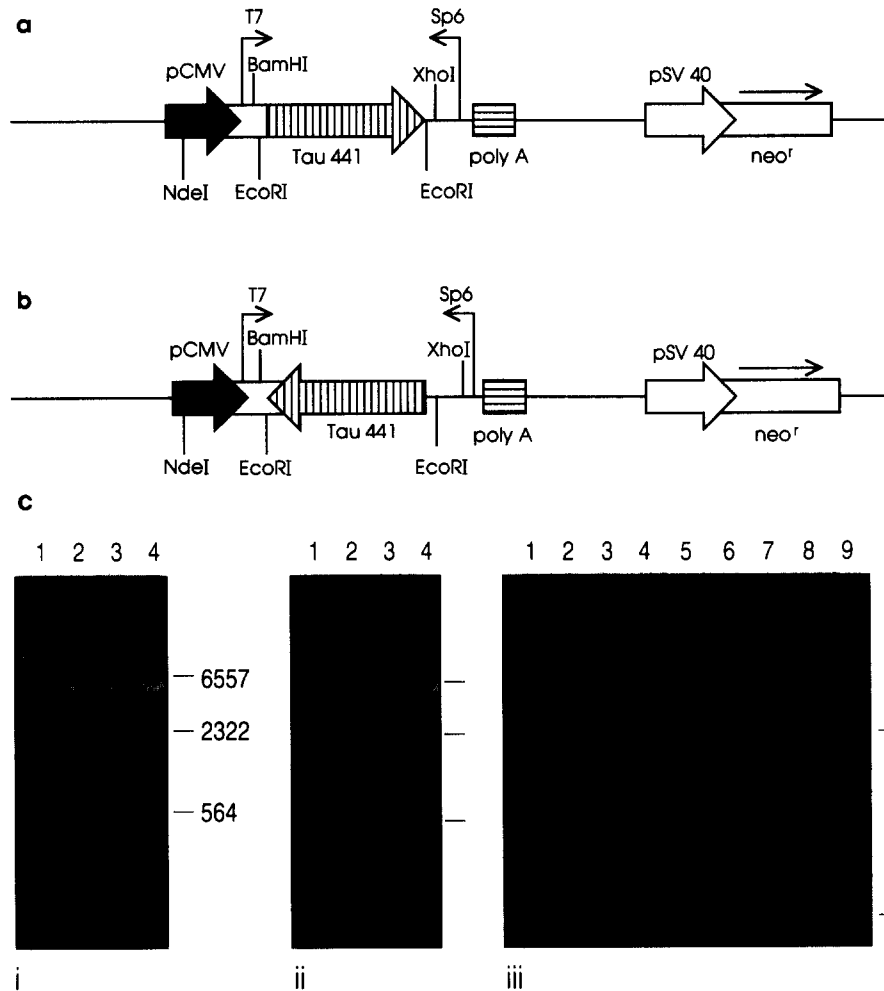 a
T7
Sp6
pCMV
BamHI
XhoI
pSV 40
Tau 441
poly A
neoʳ
NdeI
EcoRI
EcoRI
b
T7
Sp6
pCMV
BamHI
XhoI
pSV 40
Tau 441
poly A
neoʳ
NdeI
EcoRI
EcoRI
c
1 2 3 4
1 2 3 4
1 2 3 4 5 6 7 8 9
6557
2322
564
i
ii
iii